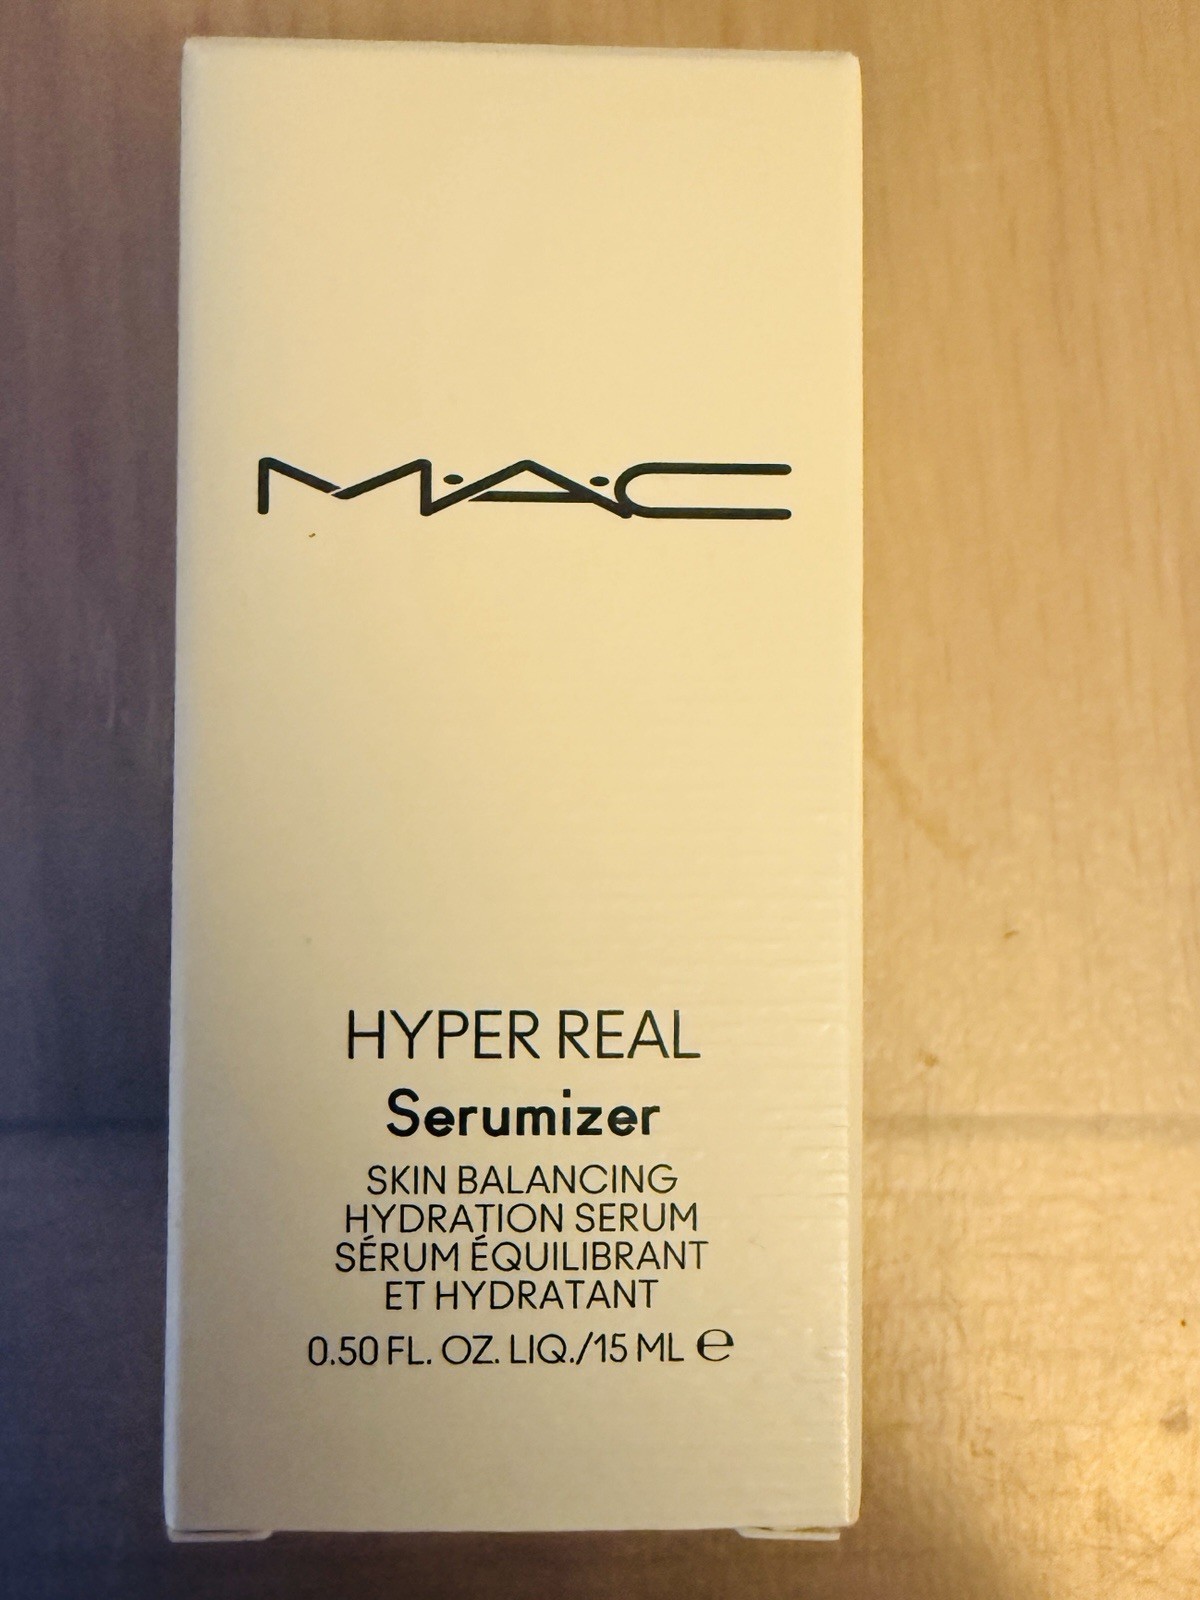 M·A·C
HYPER REAL
Serumizer
SKIN BALANCING
HYDRATION SERUM
SÉRUM ÉQUILIBRANT
ET HYDRATANT
0.50 FL. OZ. LIQ./15 ML ℮